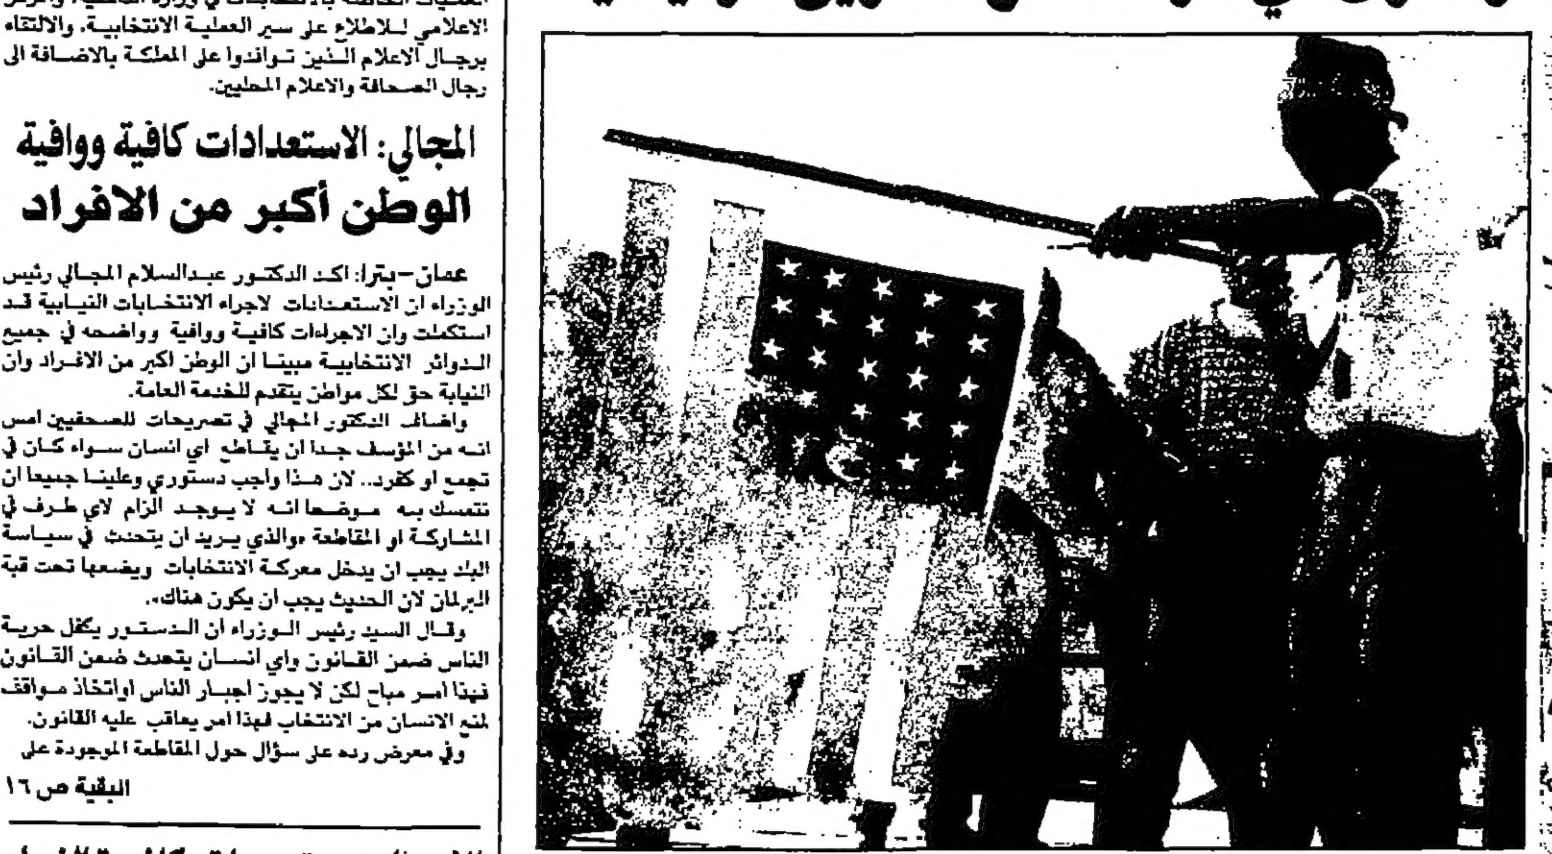 الاعلامي للاطلاع على سير العملية الانتخابية، والالتقاء
برجال الاعلام الذين توافدوا على المملكة بالاضافة الى
رجال الصحافة والاعلام المحليين.
المجالي: الاستعدادات كافية ووافية
الوطن أكبر من الافراد
عمان-بترا: اكد الدكتور عبدالسلام المجالي رئيس
الوزراء ان الاستعدادات لاجراء الانتخابات النيابية قد
استكملت وان الاجراءات كافية ووافية وواضحه في جميع
الدوائر الانتخابية مبينا ان الوطن اكبر من الافراد وان
النيابة حق لكل مواطن يتقدم للخدمة العامة.
واضاف الدكتور المجالي في تصريحات للصحفيين امس
انه من المؤسف جدا ان يقاطع اي انسان سواء كان في
تجمع او كفرد.. لان هذا واجب دستوري وعلينا جميعا ان
نتمسك به موضحا انه لا يوجد الزام لاي طرف في
المشاركة او المقاطعة «والذي يريد ان يتحدث في سياسة
البلد يجب ان يدخل معركة الانتخابات ويضعها تحت قبة
البرلمان لان الحديث يجب ان يكون هناك».
وقال السيد رئيس الوزراء ان الدستور يكفل حرية
الناس ضمن القانون واي انسان يتحدث ضمن القانون
فهذا امر مباح لكن لا يجوز اجبار الناس اواتخاذ مواقف
لمنع الانسان من الانتخاب فهذا امر يعاقب عليه القانون.
وفي معرض رده على سؤال حول المقاطعة الموجودة على
البقية ص ١٦